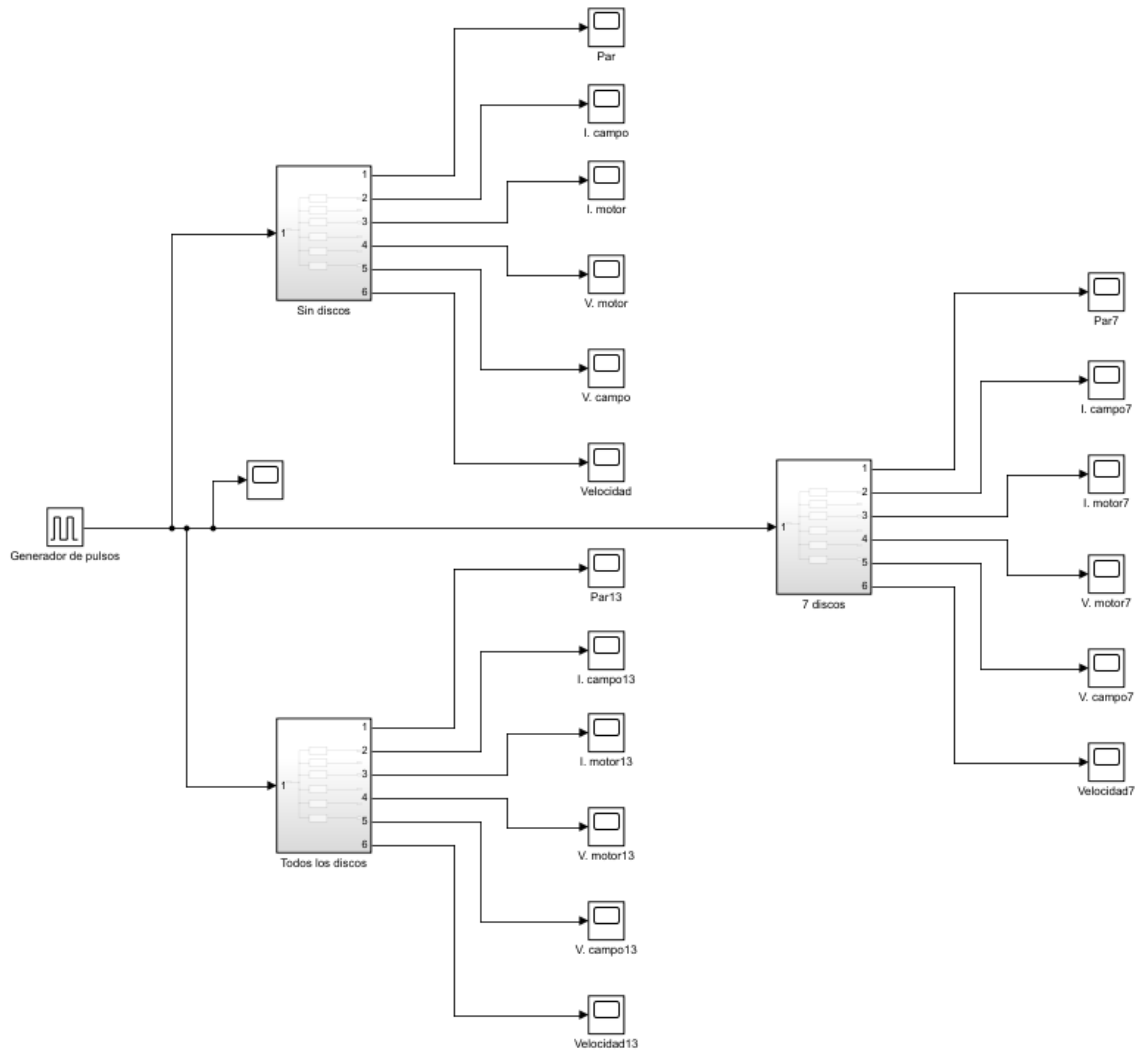 Par
I. campo
I. motor
V. motor
V. campo
Velocidad
1
1
2
3
4
5
6
Sin discos
Generador de pulsos
Par13
I. campo13
I. motor13
V. motor13
V. campo13
Velocidad13
1
1
2
3
4
5
6
Todos los discos
Par7
I. campo7
I. motor7
V. motor7
V. campo7
Velocidad7
1
1
2
3
4
5
6
7 discos